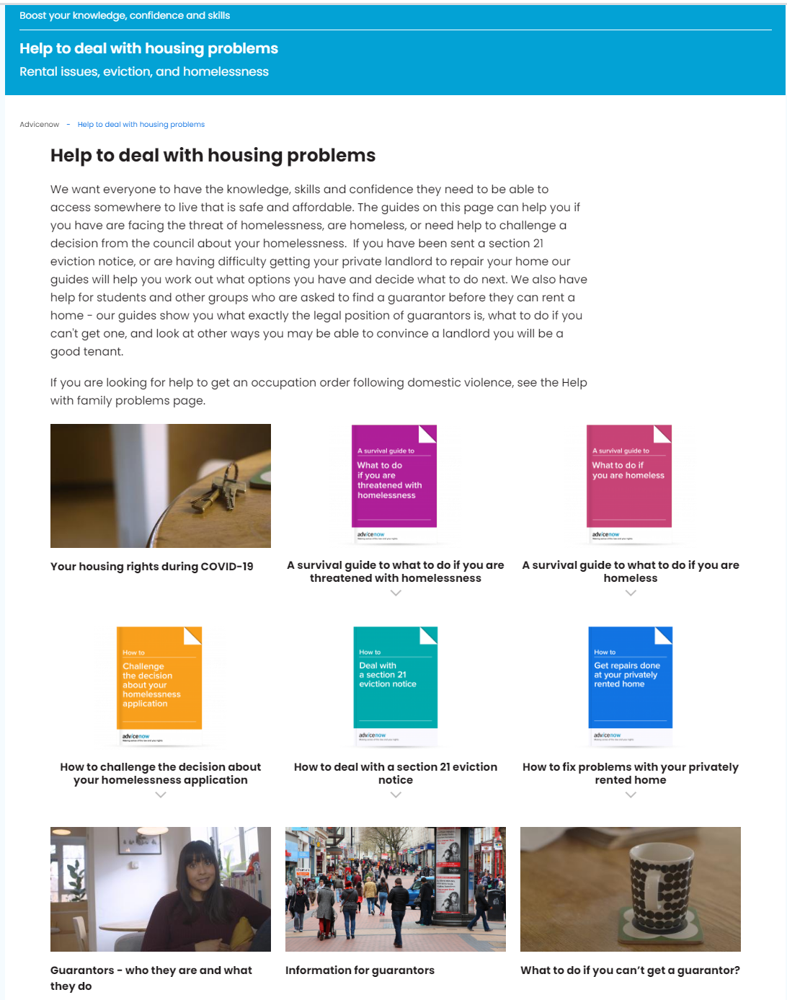 Boost your knowledge, confidence and skills
Help to deal with housing problems
Rental issues, eviction, and homelessness
Advicenow - Help to deal with housing problems
Help to deal with housing problems
We want everyone to have the knowledge, skills and confidence they need to be able to
access somewhere to live that is safe and affordable. The guides on this page can help you if
you have are facing the threat of homelessness, are homeless, or need help to challenge a
decision from the council about your homelessness.  If you have been sent a section 21
eviction notice, or are having difficulty getting your private landlord to repair your home our
guides will help you work out what options you have and decide what to do next. We also have
help for students and other groups who are asked to find a guarantor before they can rent a
home - our guides show you what exactly the legal position of guarantors is, what to do if you
can't get one, and look at other ways you may be able to convince a landlord you will be a
good tenant.
If you are looking for help to get an occupation order following domestic violence, see the Help
with family problems page.
A survival guide to
What to do
if you are
threatened with
homelessness
advicenow
A survival guide to
What to do if
you are homeless
advicenow
Your housing rights during COVID-19
A survival guide to what to do if you are
threatened with homelessness
A survival guide to what to do if you are
homeless
How to
Challenge
the decision
about your
homelessness
application
advicenow
How to
Deal with
a section 21
eviction notice
advicenow
How to
Get repairs done
at your privately
rented home
advicenow
How to challenge the decision about
your homelessness application
How to deal with a section 21 eviction
notice
How to fix problems with your privately
rented home
Guarantors - who they are and what
they do
Information for guarantors
What to do if you can’t get a guarantor?